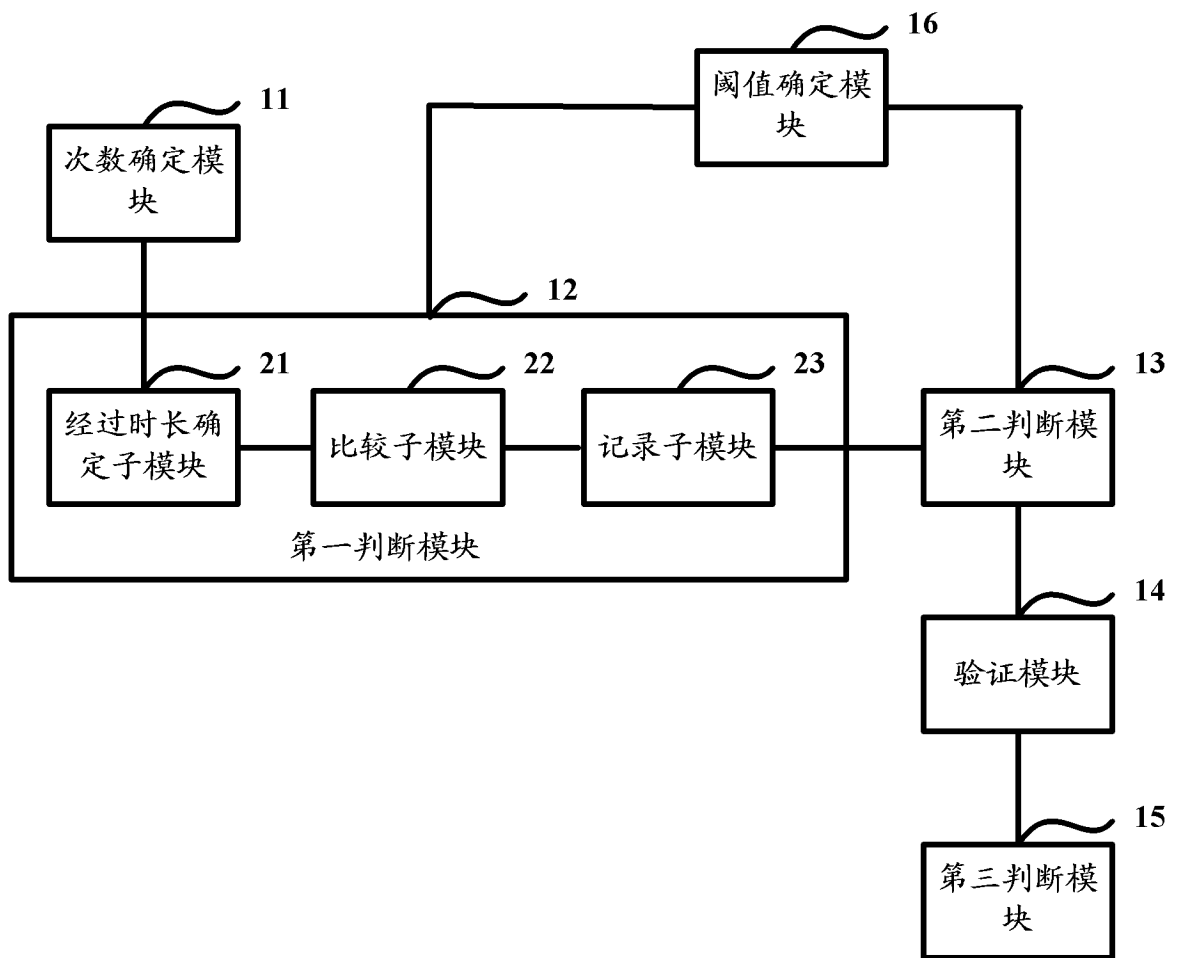 16
阈值确定模
块
11
次数确定模
块
12
21
22
23
13
经过时长确
定子模块
比较子模块
记录子模块
第二判断模
块
第一判断模块
14
验证模块
15
第三判断模
块